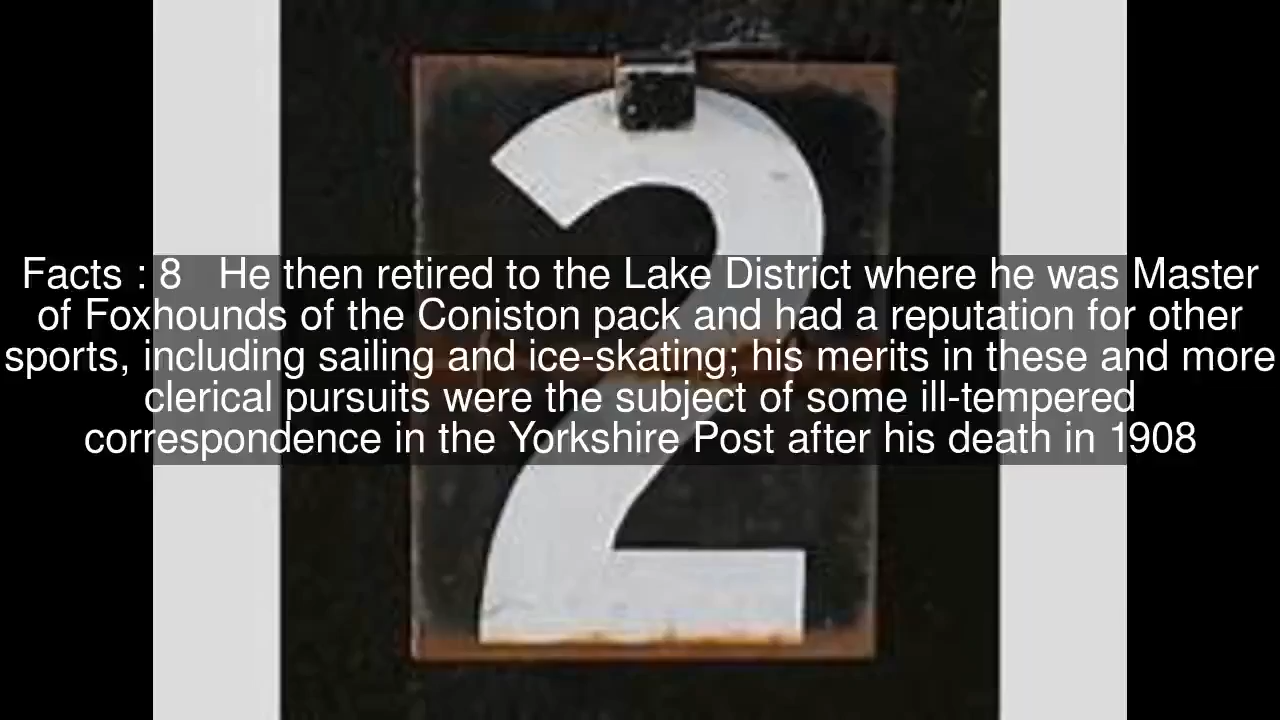 2
Facts : 8   He then retired to the Lake District where he was Master
of Foxhounds of the Coniston pack and had a reputation for other
sports, including sailing and ice-skating; his merits in these and more
clerical pursuits were the subject of some ill-tempered
correspondence in the Yorkshire Post after his death in 1908